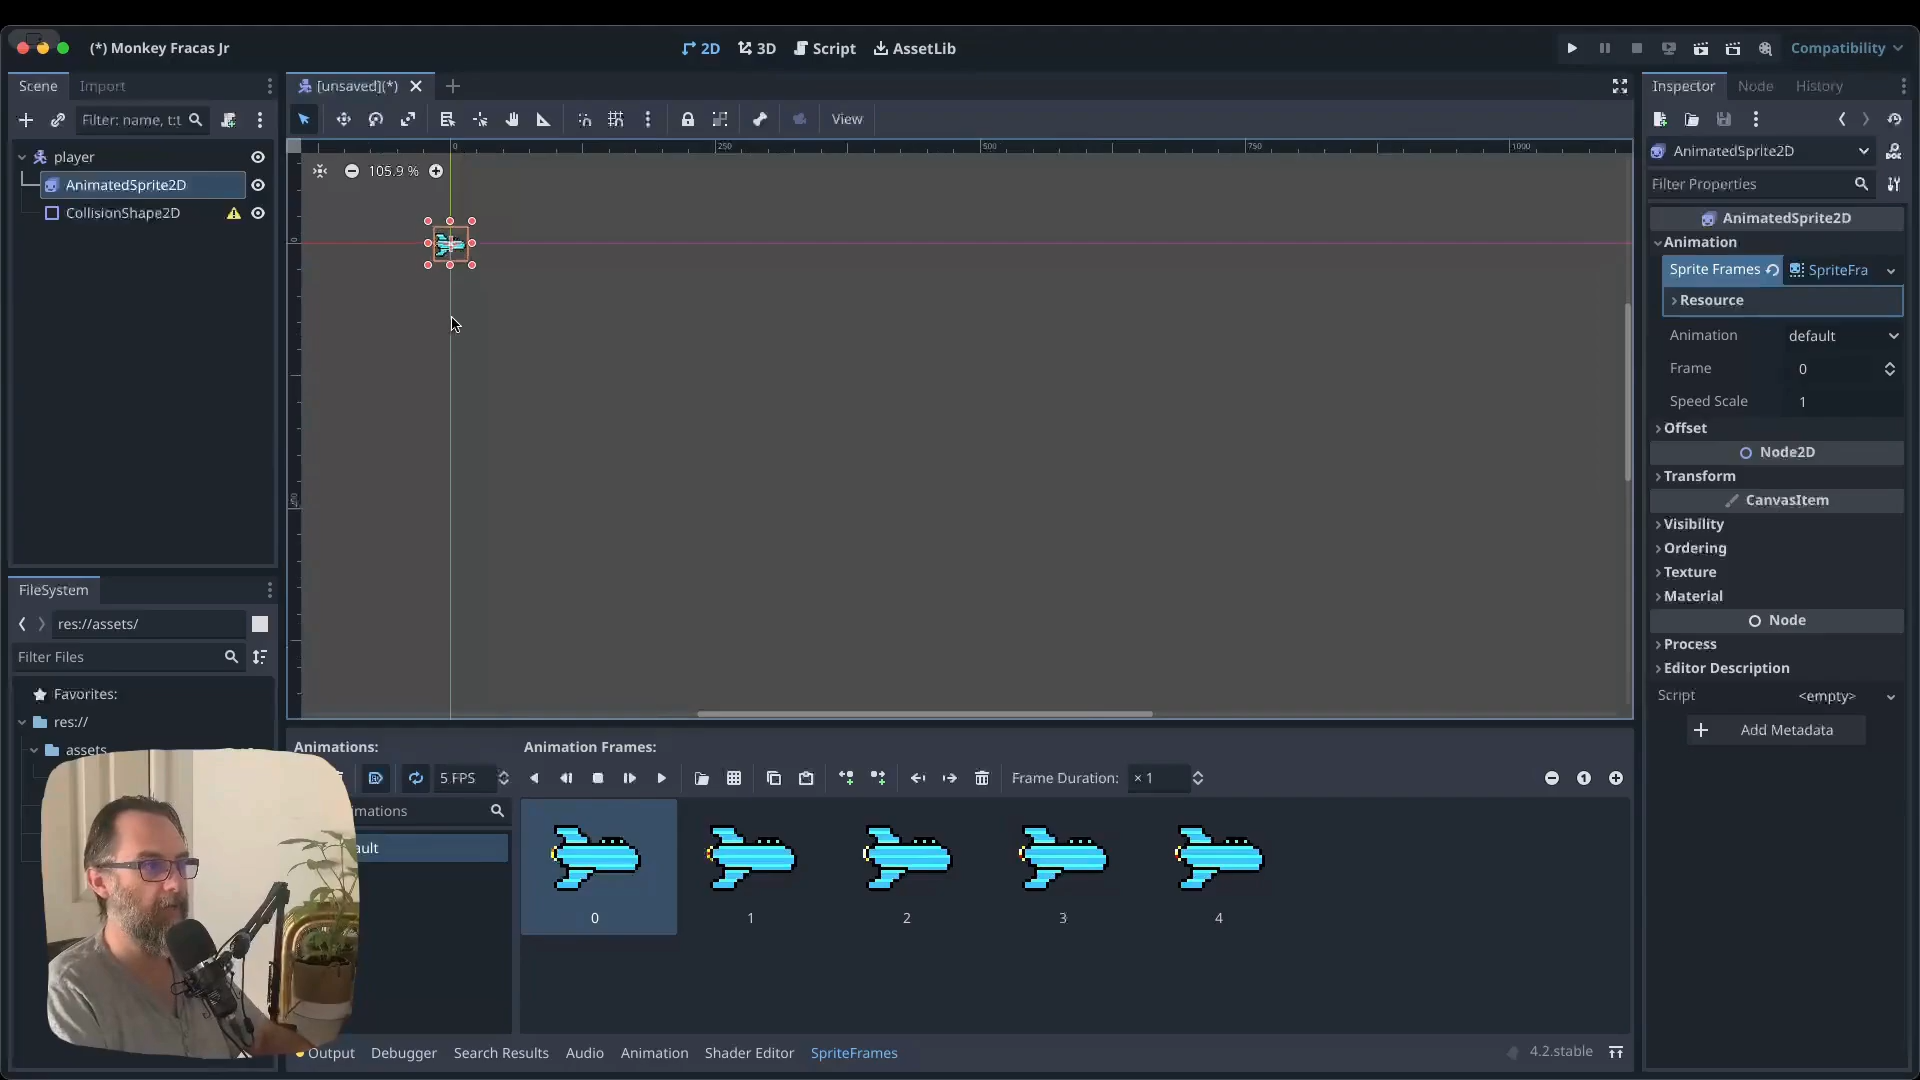 (*) Monkey Fracas Jr
2D
3D
Script
AssetLib
Compatibility
Scene
Import
[unsaved](*)
Inspector
Node
History
Filter: name, t:t
View
player
AnimatedSprite2D
CollisionShape2D
0
250
500
750
1000
105.9 %
0
AnimatedSprite2D
Filter Properties
AnimatedSprite2D
Animation
Sprite Frames
SpriteFra
Resource
Animation
default
Frame
0
Speed Scale
1
Offset
Node2D
Transform
CanvasItem
Visibility
Ordering
Texture
Material
Node
Process
Editor Description
Script
<empty>
Add Metadata
FileSystem
res://assets/
Filter Files
Favorites:
res://
assets
Animations:
Animation Frames:
5 FPS
Frame Duration:
× 1
imations
ault
0
1
2
3
4
Output
Debugger
Search Results
Audio
Animation
Shader Editor
SpriteFrames
4.2.stable